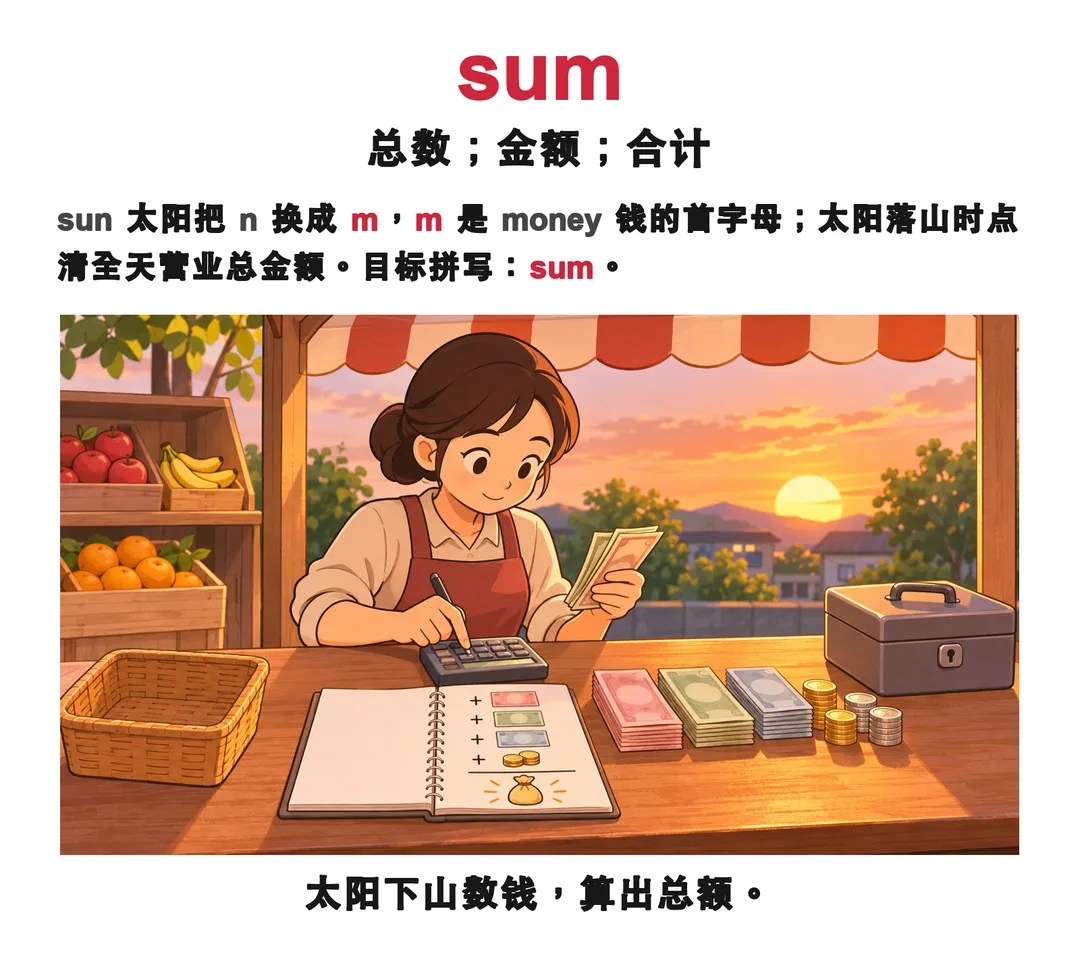 sum
总数；金额；合计
sun 太阳把 n 换成 m，m 是 money 钱的首字母；太阳落山时点
清全天营业总金额。目标拼写：sum。
+
+
+
+
太阳下山数钱，算出总额。